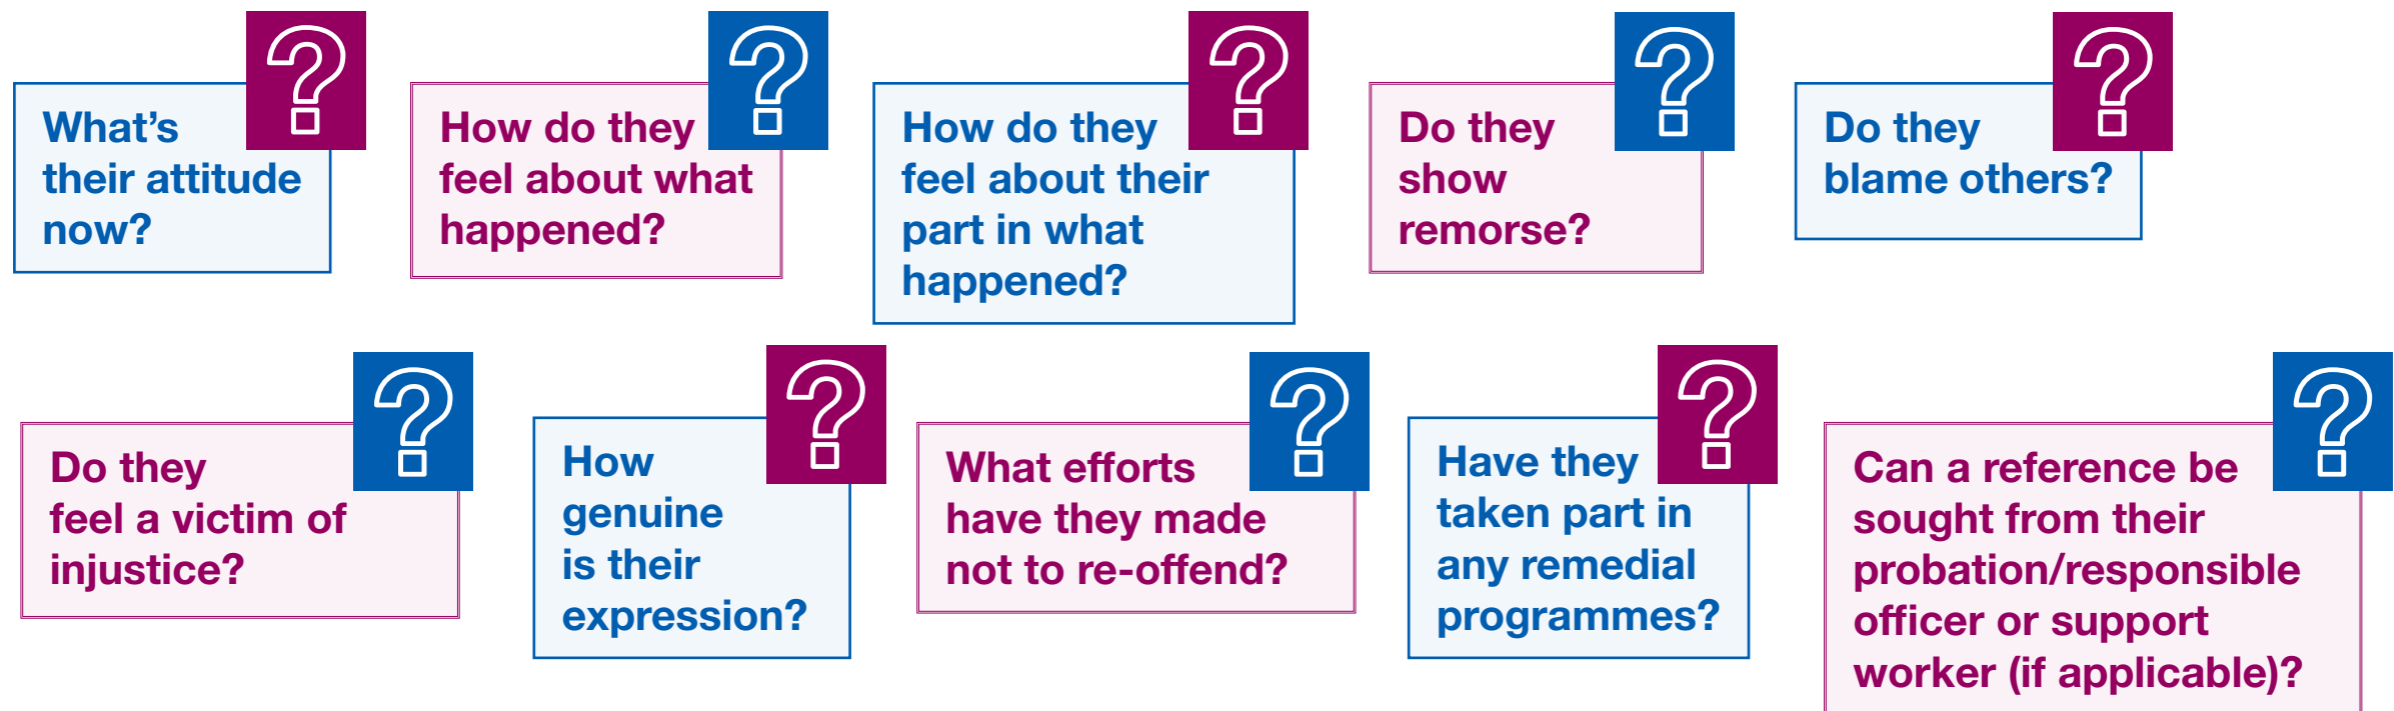 What’s
their attitude
now?
How do they
feel about what
happened?
How do they
feel about their
part in what
happened?
Do they
show
remorse?
Do they
blame others?
Do they
feel a victim of
injustice?
How
genuine
is their
expression?
What efforts
have they made
not to re-offend?
Have they
taken part in
any remedial
programmes?
Can a reference be
sought from their
probation/responsible
officer or support
worker (if applicable)?